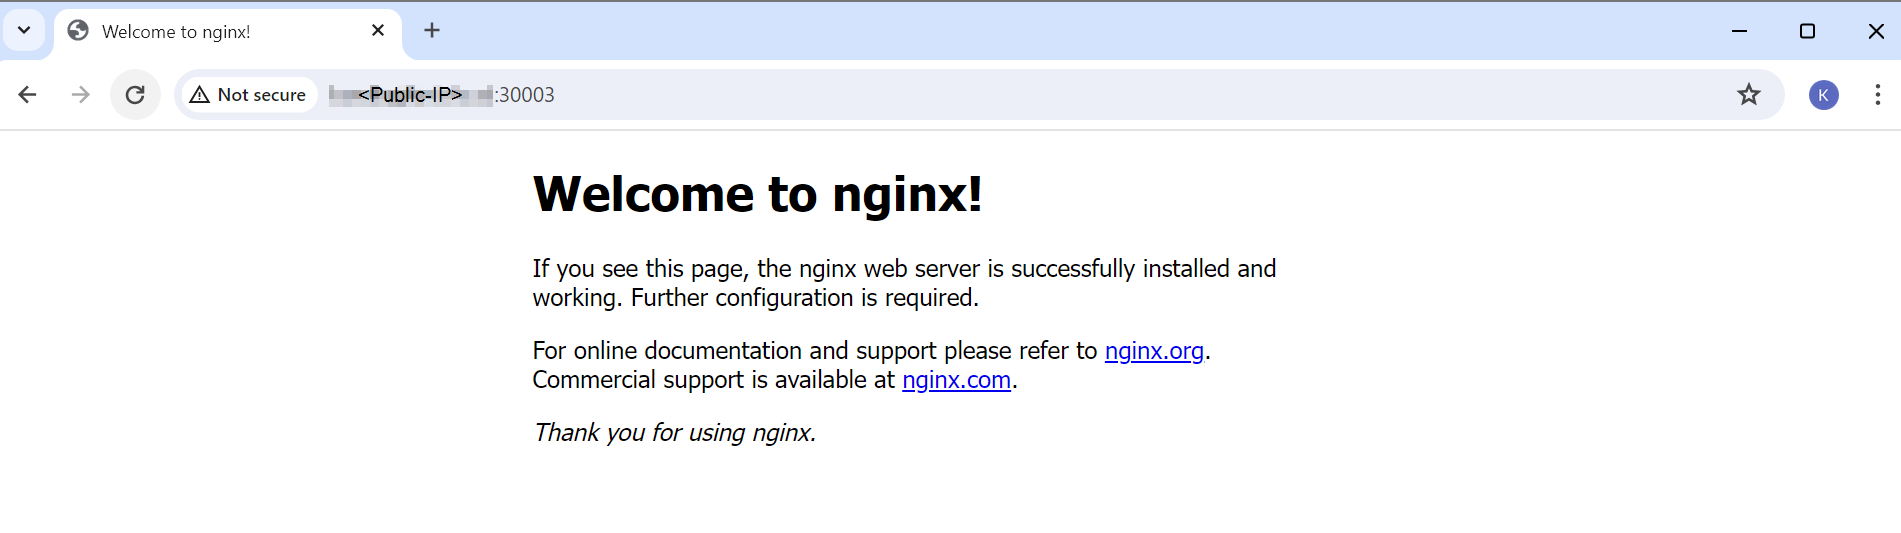 Welcome to nginx!
Not secure <Public-IP>:30003
K
Welcome to nginx!
If you see this page, the nginx web server is successfully installed and
working. Further configuration is required.
For online documentation and support please refer to nginx.org.
Commercial support is available at nginx.com.
Thank you for using nginx.